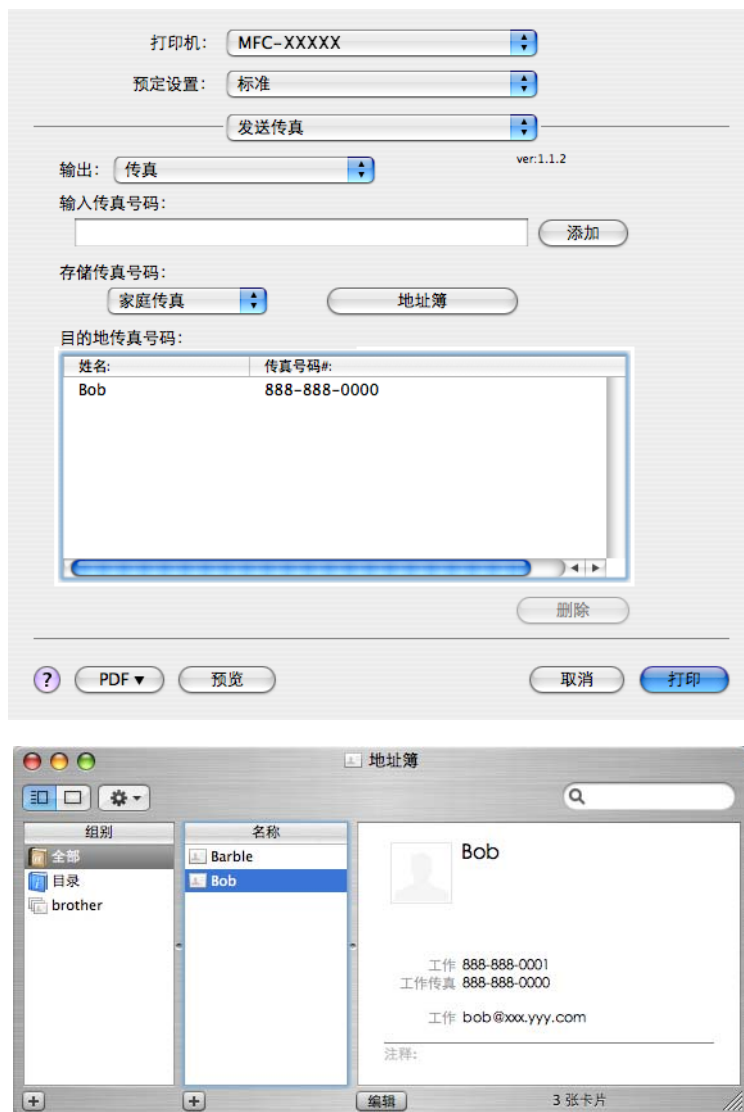 打印机： MFC-XXXXX
预定设置： 标准
发送传真
输出： 传真
ver:1.1.2
输入传真号码：
添加
存储传真号码：
家庭传真 地址簿
目的地传真号码：
姓名: 传真号码#:
Bob 888-888-0000
删除
? PDF▼ 预览 取消 打印
地址簿
组别 名称
全部
目录
brother
Barble
Bob
Bob
工作 888-888-0001
工作传真 888-888-0000
工作 bob@xxx.yyy.com
注释:
+ + 编辑 3 张卡片